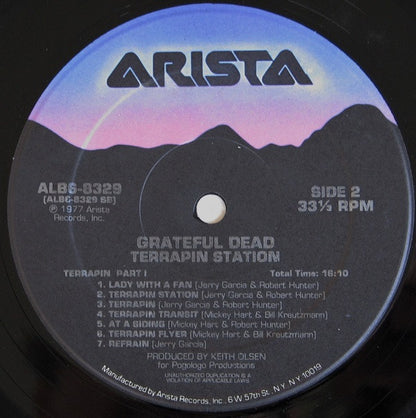 ARISTA
ALB6-8329
[ALB6-8329 SB]
℗ 1977 Arista
Records, Inc.
SIDE 2
33⅓ RPM
GRATEFUL DEAD
TERRAPIN STATION
TERRAPIN PART I Total Time: 16:10
1. LADY WITH A FAN (Jerry Garcia & Robert Hunter)
2. TERRAPIN STATION (Jerry Garcia & Robert Hunter)
3. TERRAPIN (Jerry Garcia & Robert Hunter)
4. TERRAPIN TRANSIT (Mickey Hart & Bill Kreutzmann)
5. AT A SIDING (Mickey Hart & Robert Hunter)
6. TERRAPIN FLYER (Mickey Hart & Bill Kreutzmann)
7. REFRAIN (Jerry Garcia)
PRODUCED BY KEITH OLSEN
for Pogologo Productions
UNAUTHORIZED DUPLICATION IS A
VIOLATION OF APPLICABLE LAWS
Manufactured by Arista Records, Inc., 6 W. 57th St., N.Y., N.Y. 10019